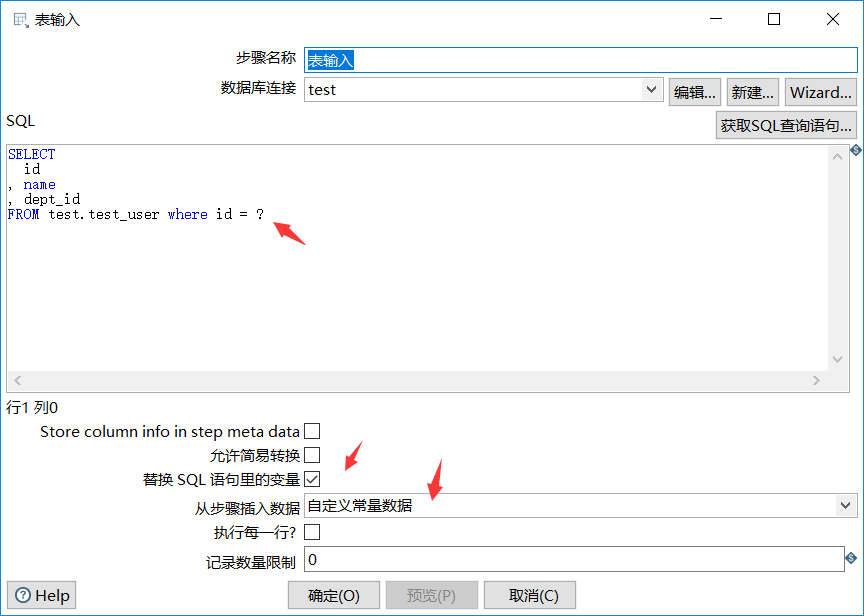 表输入
步骤名称 表输入
数据库连接 test 编辑... 新建... Wizard...
SQL 获取SQL查询语句...
SELECT
id
, name
, dept_id
FROM test.test_user where id = ?
行1 列0
Store column info in step meta data
允许简易转换
替换 SQL 语句里的变量
从步骤插入数据 自定义常量数据
执行每一行?
记录数量限制 0
Help 确定(O) 预览(P) 取消(C)